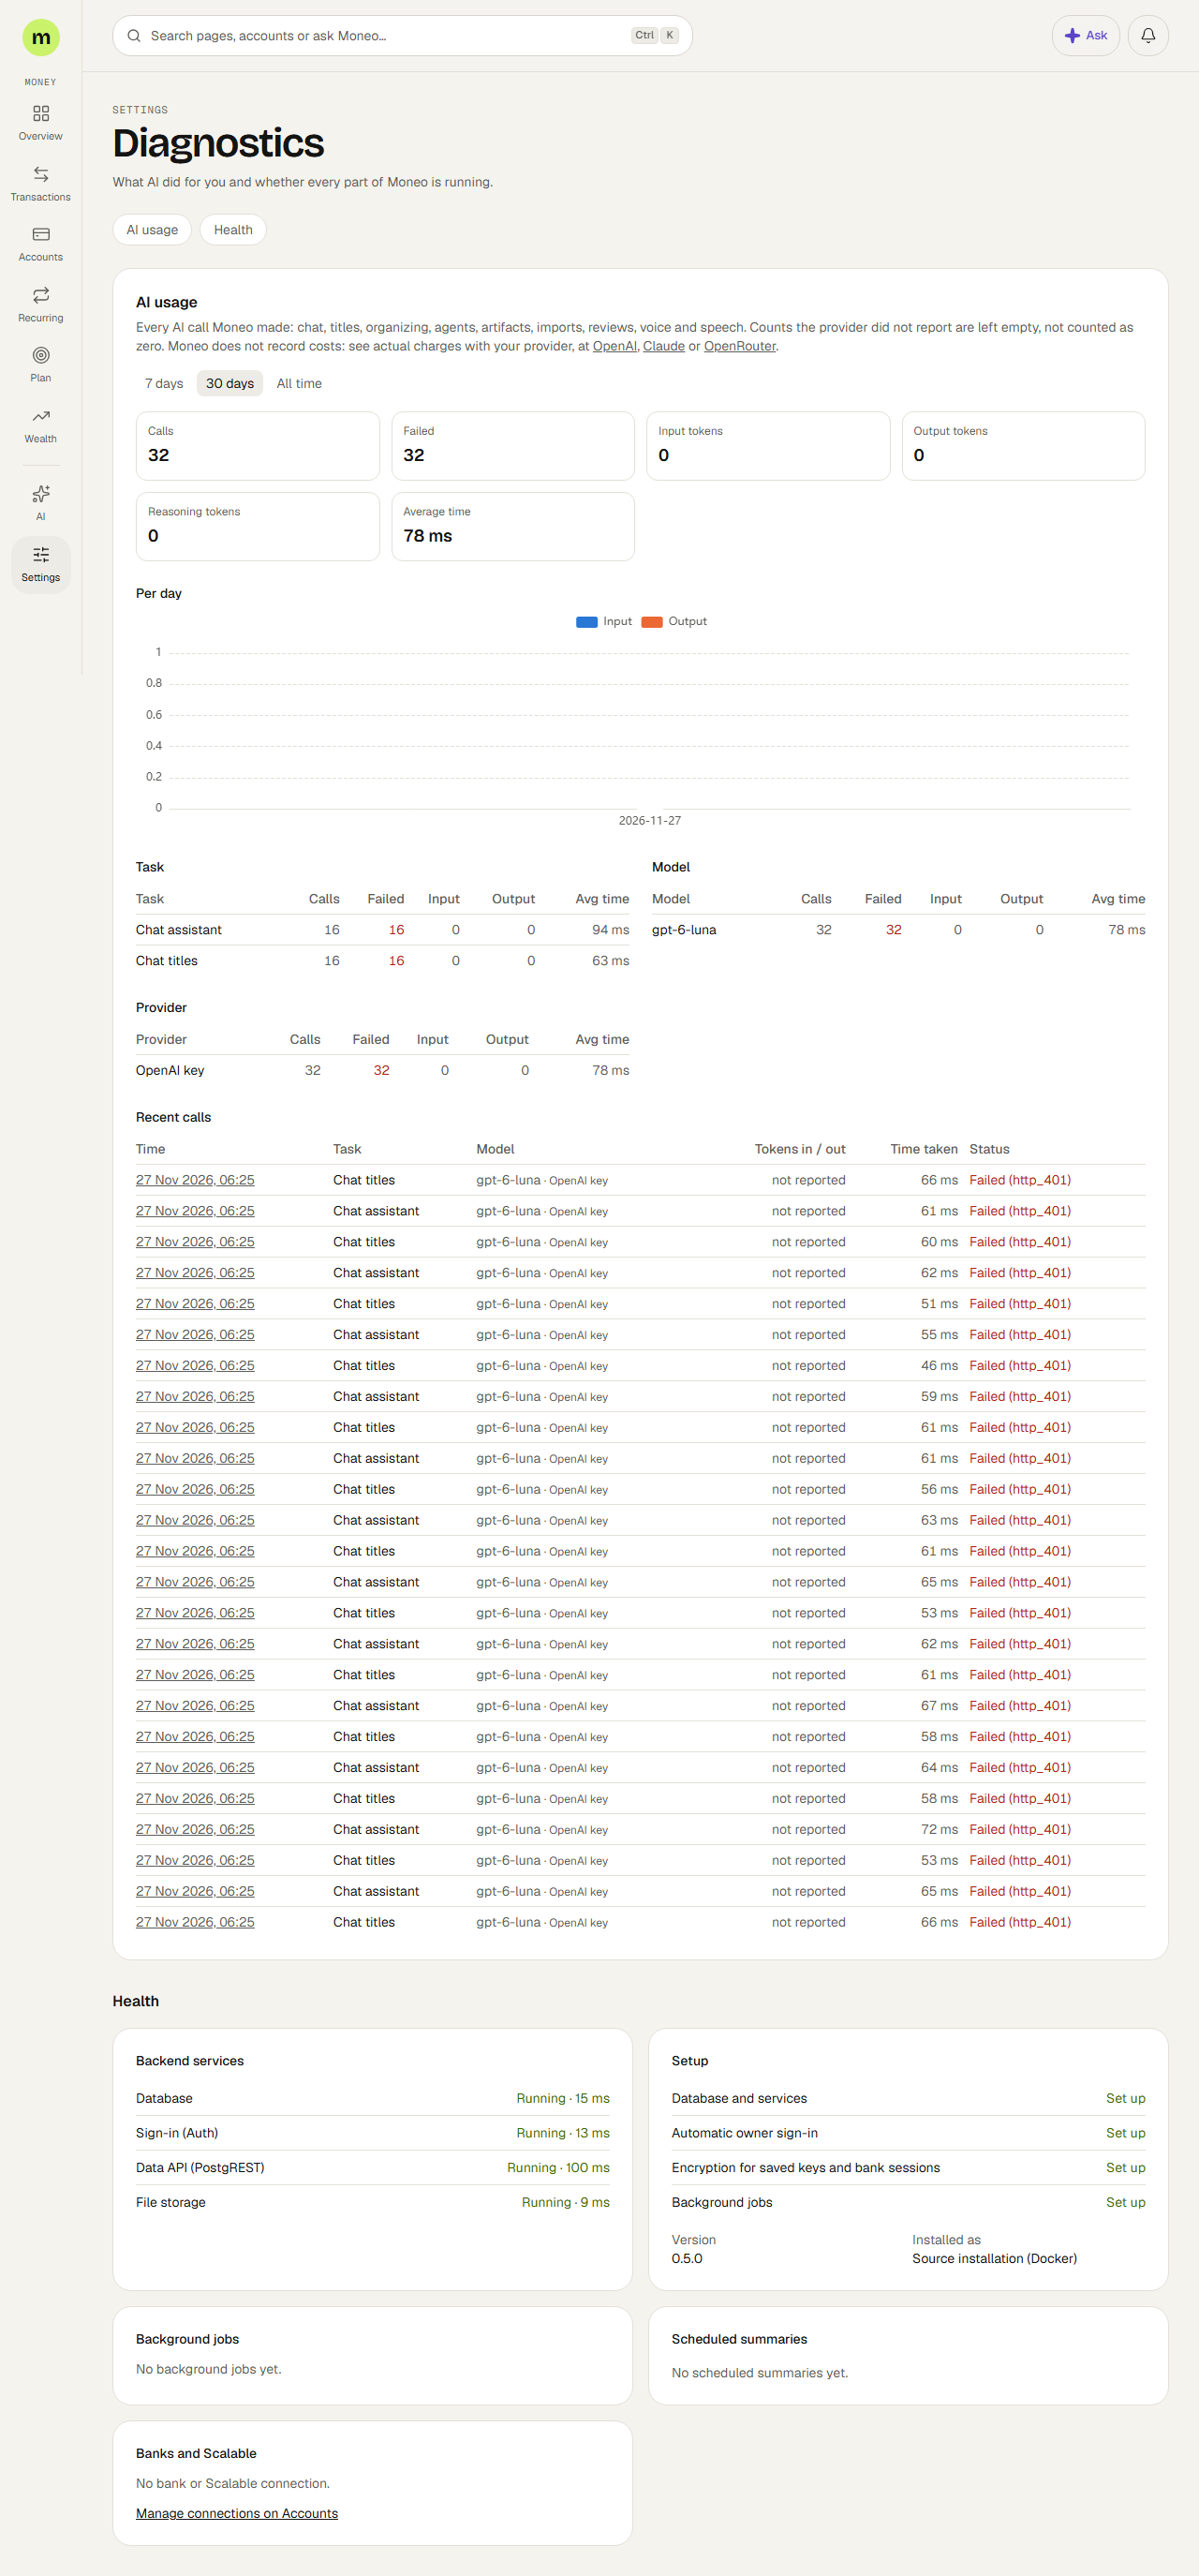 m
Search pages, accounts or ask Moneo...
Ctrl K
Ask
MONEY
Overview
Transactions
Accounts
Recurring
Plan
Wealth
AI
Settings
SETTINGS
Diagnostics
What AI did for you and whether every part of Moneo is running.
AI usage
Health
AI usage
Every AI call Moneo made: chat, titles, organizing, agents, artifacts, imports, reviews, voice and speech. Counts the provider did not report are left empty, not counted as
zero. Moneo does not record costs: see actual charges with your provider, at OpenAI, Claude or OpenRouter.
7 days 30 days All time
Calls
32
Failed
32
Input tokens
0
Output tokens
0
Reasoning tokens
0
Average time
78 ms
Per day
Input Output
1
0.8
0.6
0.4
0.2
0
2026-11-27
Task
Task Calls Failed Input Output Avg time
Chat assistant 16 16 0 0 94 ms
Chat titles 16 16 0 0 63 ms
Model
Model Calls Failed Input Output Avg time
gpt-6-luna 32 32 0 0 78 ms
Provider
Provider Calls Failed Input Output Avg time
OpenAI key 32 32 0 0 78 ms
Recent calls
Time Task Model Tokens in / out Time taken Status
27 Nov 2026, 06:25 Chat titles gpt-6-luna · OpenAI key not reported 66 ms Failed (http_401)
27 Nov 2026, 06:25 Chat assistant gpt-6-luna · OpenAI key not reported 61 ms Failed (http_401)
27 Nov 2026, 06:25 Chat titles gpt-6-luna · OpenAI key not reported 60 ms Failed (http_401)
27 Nov 2026, 06:25 Chat assistant gpt-6-luna · OpenAI key not reported 62 ms Failed (http_401)
27 Nov 2026, 06:25 Chat titles gpt-6-luna · OpenAI key not reported 51 ms Failed (http_401)
27 Nov 2026, 06:25 Chat assistant gpt-6-luna · OpenAI key not reported 55 ms Failed (http_401)
27 Nov 2026, 06:25 Chat titles gpt-6-luna · OpenAI key not reported 46 ms Failed (http_401)
27 Nov 2026, 06:25 Chat assistant gpt-6-luna · OpenAI key not reported 59 ms Failed (http_401)
27 Nov 2026, 06:25 Chat titles gpt-6-luna · OpenAI key not reported 61 ms Failed (http_401)
27 Nov 2026, 06:25 Chat assistant gpt-6-luna · OpenAI key not reported 61 ms Failed (http_401)
27 Nov 2026, 06:25 Chat titles gpt-6-luna · OpenAI key not reported 56 ms Failed (http_401)
27 Nov 2026, 06:25 Chat assistant gpt-6-luna · OpenAI key not reported 63 ms Failed (http_401)
27 Nov 2026, 06:25 Chat titles gpt-6-luna · OpenAI key not reported 61 ms Failed (http_401)
27 Nov 2026, 06:25 Chat assistant gpt-6-luna · OpenAI key not reported 65 ms Failed (http_401)
27 Nov 2026, 06:25 Chat titles gpt-6-luna · OpenAI key not reported 53 ms Failed (http_401)
27 Nov 2026, 06:25 Chat assistant gpt-6-luna · OpenAI key not reported 62 ms Failed (http_401)
27 Nov 2026, 06:25 Chat titles gpt-6-luna · OpenAI key not reported 61 ms Failed (http_401)
27 Nov 2026, 06:25 Chat assistant gpt-6-luna · OpenAI key not reported 67 ms Failed (http_401)
27 Nov 2026, 06:25 Chat titles gpt-6-luna · OpenAI key not reported 58 ms Failed (http_401)
27 Nov 2026, 06:25 Chat assistant gpt-6-luna · OpenAI key not reported 64 ms Failed (http_401)
27 Nov 2026, 06:25 Chat titles gpt-6-luna · OpenAI key not reported 58 ms Failed (http_401)
27 Nov 2026, 06:25 Chat assistant gpt-6-luna · OpenAI key not reported 72 ms Failed (http_401)
27 Nov 2026, 06:25 Chat titles gpt-6-luna · OpenAI key not reported 53 ms Failed (http_401)
27 Nov 2026, 06:25 Chat assistant gpt-6-luna · OpenAI key not reported 65 ms Failed (http_401)
27 Nov 2026, 06:25 Chat titles gpt-6-luna · OpenAI key not reported 66 ms Failed (http_401)
Health
Backend services
Database Running · 15 ms
Sign-in (Auth) Running · 13 ms
Data API (PostgREST) Running · 100 ms
File storage Running · 9 ms
Setup
Database and services Set up
Automatic owner sign-in Set up
Encryption for saved keys and bank sessions Set up
Background jobs Set up
Version
0.5.0
Installed as
Source installation (Docker)
Background jobs
No background jobs yet.
Scheduled summaries
No scheduled summaries yet.
Banks and Scalable
No bank or Scalable connection.
Manage connections on Accounts